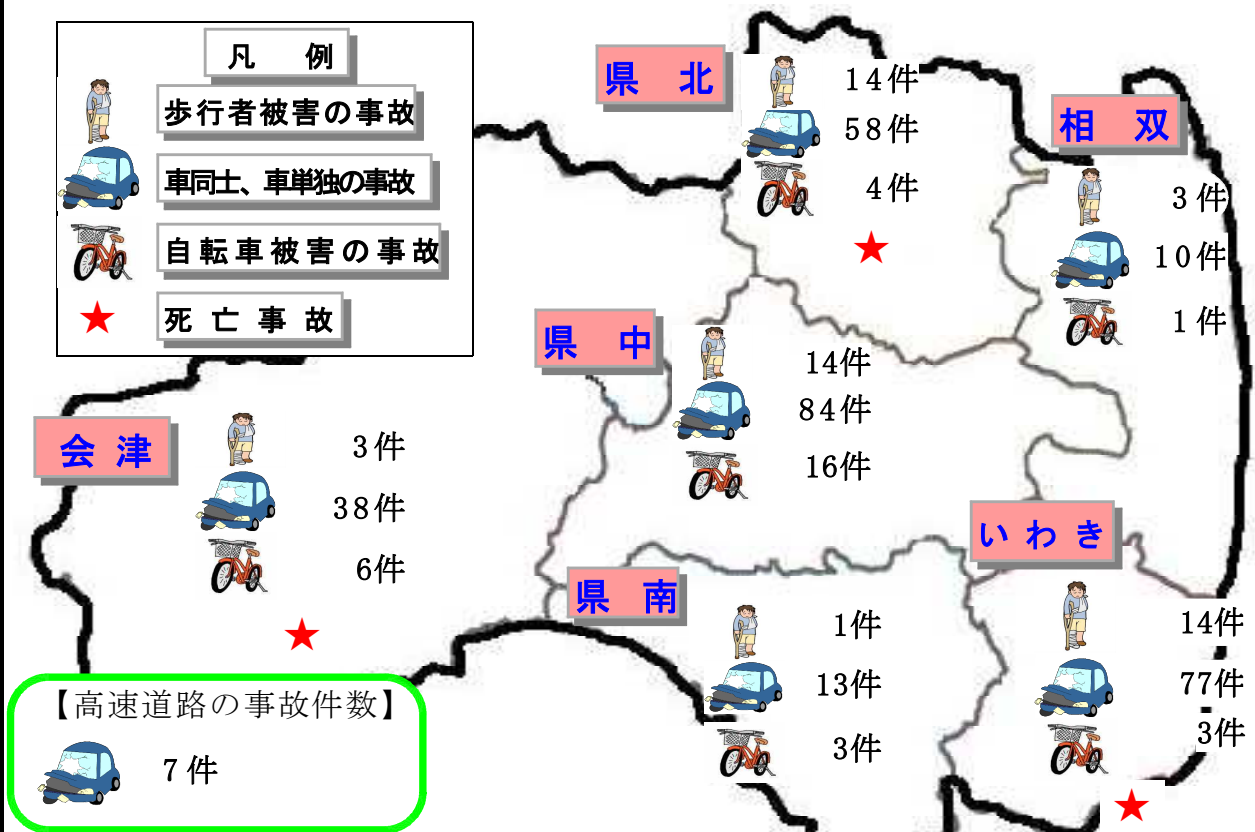 凡　例
歩行者被害の事故
車同士、車単独の事故
自転車被害の事故
死亡事故
県　北
14件
58件
4件
相　双
3件
10件
1件
県　中
14件
84件
16件
会津
3件
38件
6件
いわき
14件
77件
3件
県　南
1件
13件
3件
【高速道路の事故件数】
7件